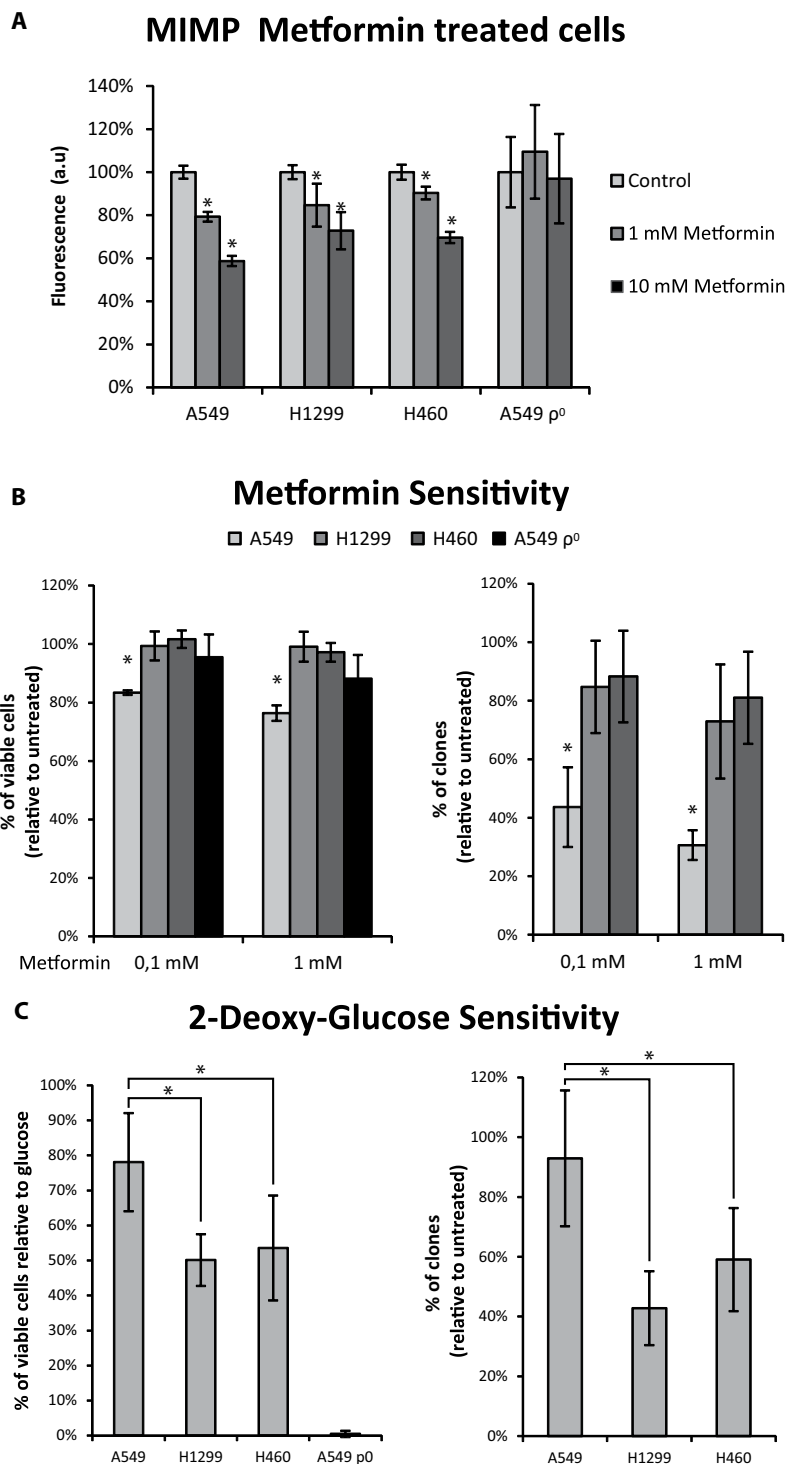 A
MIMP Metformin treated cells
Fluorescence (a.u)
140%
120%
100%
80%
60%
40%
20%
0%
* * * * * *
A549 H1299 H460 A549 ρ⁰
Control
1 mM Metformin
10 mM Metformin
B
Metformin Sensitivity
A549 H1299 H460 A549 ρ⁰
% of viable cells
(relative to untreated)
120%
100%
80%
60%
40%
20%
0%
* *
Metformin 0,1 mM 1 mM
% of clones
(relative to untreated)
120%
100%
80%
60%
40%
20%
0%
* *
0,1 mM 1 mM
C
2-Deoxy-Glucose Sensitivity
% of viable cells relative to glucose
100%
90%
80%
70%
60%
50%
40%
30%
20%
10%
0%
* *
A549 H1299 H460 A549 p0
% of clones
(relative to untreated)
120%
100%
80%
60%
40%
20%
0%
* *
A549 H1299 H460